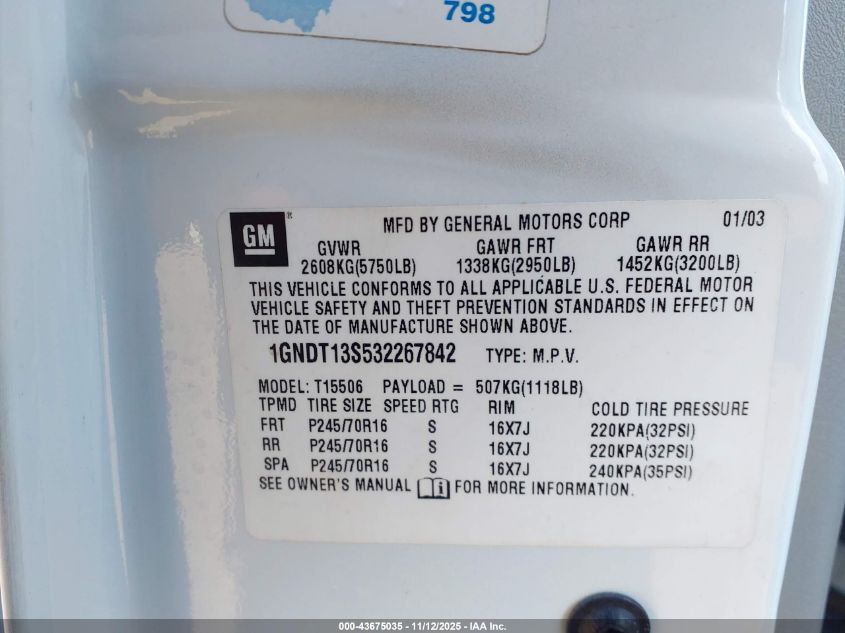 798
GM ®
MFD BY GENERAL MOTORS CORP 01/03
GVWR GAWR FRT GAWR RR
2608KG(5750LB) 1338KG(2950LB) 1452KG(3200LB)
THIS VEHICLE CONFORMS TO ALL APPLICABLE U.S. FEDERAL MOTOR
VEHICLE SAFETY AND THEFT PREVENTION STANDARDS IN EFFECT ON
THE DATE OF MANUFACTURE SHOWN ABOVE.
1GNDT13S532267842 TYPE: M.P.V.
MODEL: T15506 PAYLOAD = 507KG(1118LB)
TPMD TIRE SIZE SPEED RTG RIM COLD TIRE PRESSURE
FRT P245/70R16 S 16X7J 220KPA(32PSI)
RR P245/70R16 S 16X7J 220KPA(32PSI)
SPA P245/70R16 S 16X7J 240KPA(35PSI)
SEE OWNER'S MANUAL i FOR MORE INFORMATION.
000-43675035 - 11/12/2025 - IAA Inc.